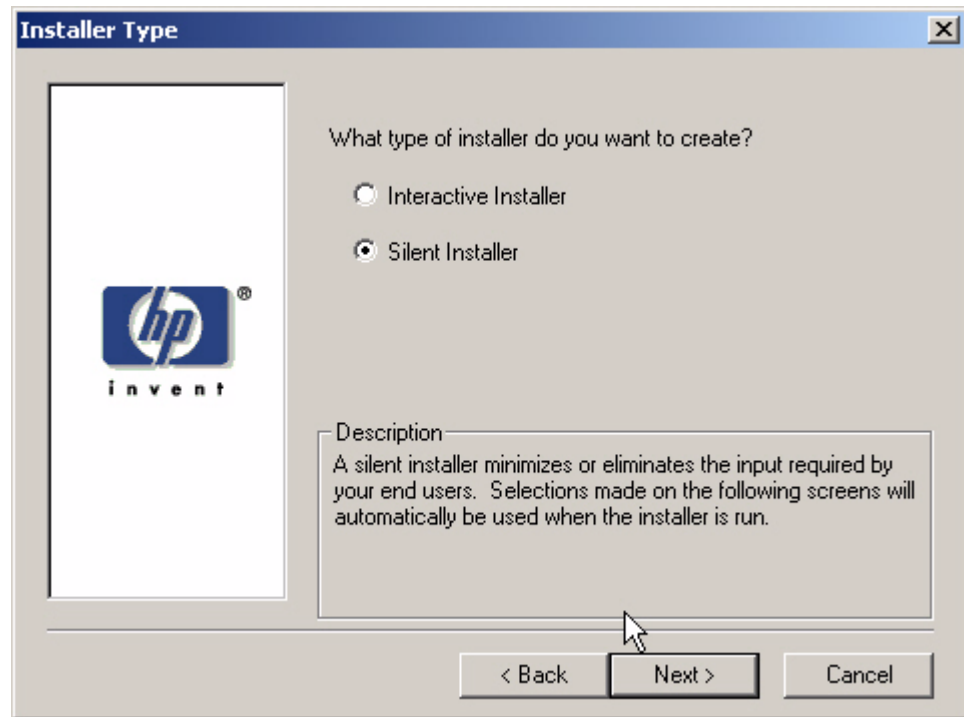 Installer Type
What type of installer do you want to create?
Interactive Installer
Silent Installer
hp®
invent
Description
A silent installer minimizes or eliminates the input required by
your end users. Selections made on the following screens will
automatically be used when the installer is run.
< Back
Next >
Cancel